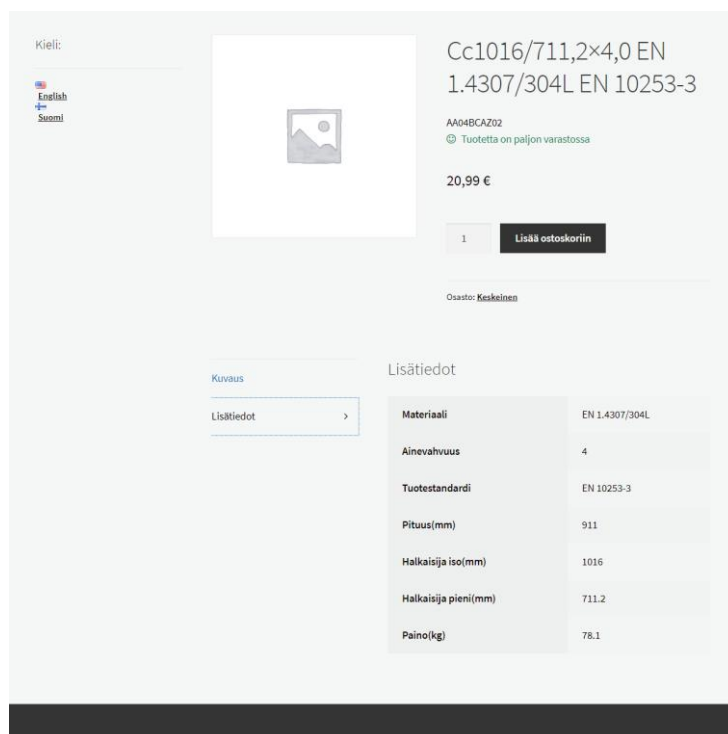 Kieli:
English
Suomi
Cc1016/711,2×4,0 EN
1.4307/304L EN 10253-3
AA04BCAZ02
Tuotetta on paljon varastossa
20,99 €
1
Lisää ostoskoriin
Osasto: Keskeinen
Kuvaus
Lisätiedot
Lisätiedot
Materiaali EN 1.4307/304L
Ainevahvuus 4
Tuotestandardi EN 10253-3
Pituus(mm) 911
Halkaisija iso(mm) 1016
Halkaisija pieni(mm) 711.2
Paino(kg) 78.1